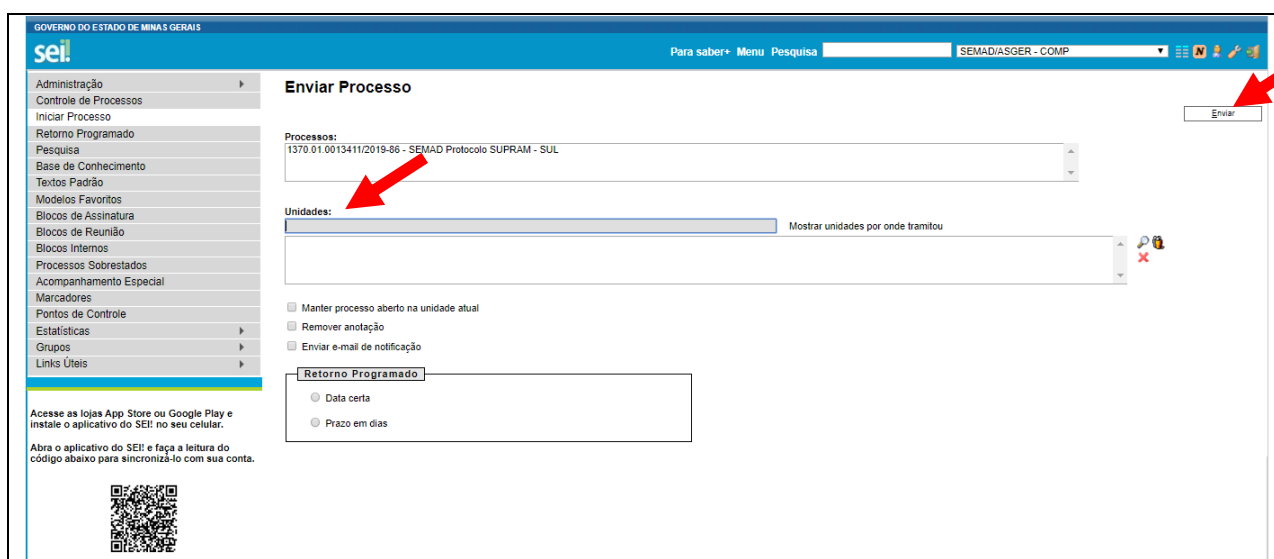 GOVERNO DO ESTADO DE MINAS GERAIS
sei!
Para saber+ Menu Pesquisa
SEMAD/ASGER - COMP
N
Administração
Controle de Processos
Iniciar Processo
Retorno Programado
Pesquisa
Base de Conhecimento
Textos Padrão
Modelos Favoritos
Blocos de Assinatura
Blocos de Reunião
Blocos Internos
Processos Sobrestados
Acompanhamento Especial
Marcadores
Pontos de Controle
Estatísticas
Grupos
Links Úteis
Acesse as lojas App Store ou Google Play e
instale o aplicativo do SEI! no seu celular.
Abra o aplicativo do SEI! e faça a leitura do
código abaixo para sincronizá-lo com sua conta.
Enviar Processo
Enviar
Processos:
1370.01.0013411/2019-86 - SEMAD Protocolo SUPRAM - SUL
Unidades:
Mostrar unidades por onde tramitou
Manter processo aberto na unidade atual
Remover anotação
Enviar e-mail de notificação
Retorno Programado
Data certa
Prazo em dias